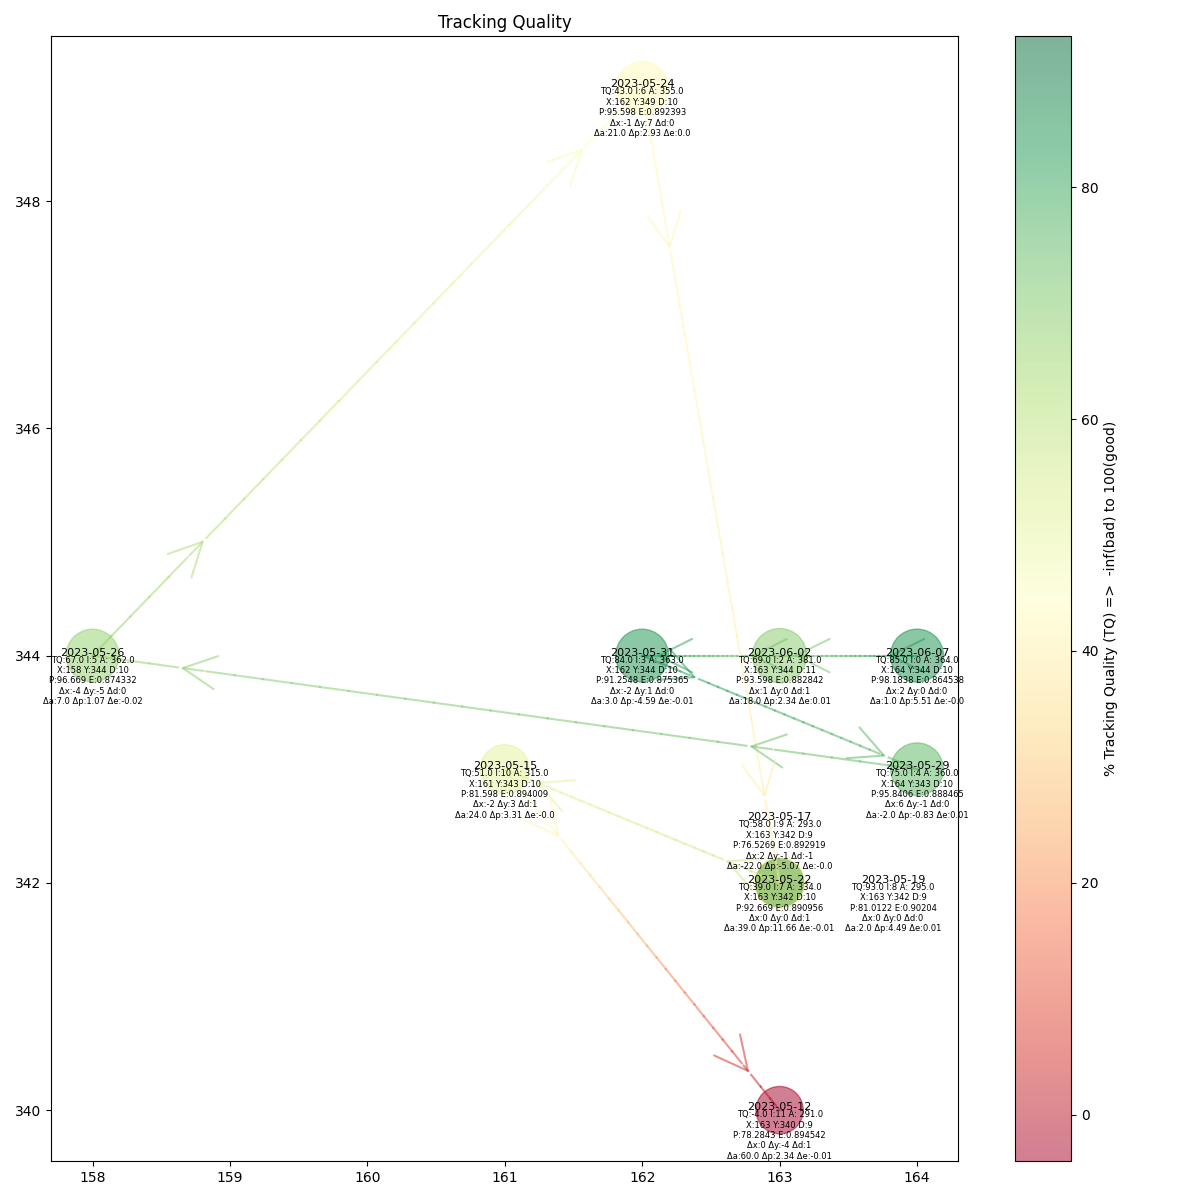 Tracking Quality
2023-05-24
TQ:43.0 I:6 A: 355.0
X:162 Y:349 D:10
P:95.598 E:0.892393
Δx:-1 Δy:7 Δd:0
Δa:21.0 Δp:2.93 Δe:0.0
348
346
344
342
340
2023-05-26
TQ:67.0 I:5 A: 362.0
X:158 Y:344 D:10
P:96.669 E:0.874332
Δx:-4 Δy:-5 Δd:0
Δa:7.0 Δp:1.07 Δe:-0.02
2023-05-31
TQ:84.0 I:3 A: 363.0
X:162 Y:344 D:10
P:91.2548 E:0.875365
Δx:-2 Δy:1 Δd:0
Δa:3.0 Δp:-4.59 Δe:-0.01
2023-06-02
TQ:69.0 I:2 A: 381.0
X:163 Y:344 D:11
P:93.598 E:0.882842
Δx:1 Δy:0 Δd:1
Δa:18.0 Δp:2.34 Δe:0.01
2023-06-07
TQ:85.0 I:0 A: 364.0
X:164 Y:344 D:10
P:98.1838 E:0.864538
Δx:2 Δy:0 Δd:0
Δa:1.0 Δp:5.51 Δe:-0.0
2023-05-15
TQ:51.0 I:10 A: 315.0
X:161 Y:343 D:10
P:81.598 E:0.894009
Δx:-2 Δy:3 Δd:1
Δa:24.0 Δp:3.31 Δe:-0.0
2023-05-29
TQ:75.0 I:4 A: 360.0
X:164 Y:343 D:10
P:95.8406 E:0.888465
Δx:6 Δy:-1 Δd:0
Δa:-2.0 Δp:-0.83 Δe:0.01
2023-05-17
TQ:58.0 I:9 A: 293.0
X:163 Y:342 D:9
P:76.5269 E:0.892919
Δx:2 Δy:-1 Δd:-1
Δa:-22.0 Δp:-5.07 Δe:-0.0
2023-05-22
TQ:39.0 I:7 A: 334.0
X:163 Y:342 D:10
P:92.669 E:0.890956
Δx:0 Δy:0 Δd:1
Δa:39.0 Δp:11.66 Δe:-0.01
2023-05-19
TQ:93.0 I:8 A: 295.0
X:163 Y:342 D:9
P:81.0122 E:0.90204
Δx:0 Δy:0 Δd:0
Δa:2.0 Δp:4.49 Δe:0.01
2023-05-12
TQ:-4.0 I:11 A: 291.0
X:163 Y:340 D:9
P:78.2843 E:0.894542
Δx:0 Δy:-4 Δd:1
Δa:60.0 Δp:2.34 Δe:-0.01
158 159 160 161 162 163 164
80
60
40
20
0
% Tracking Quality (TQ) => -inf(bad) to 100(good)